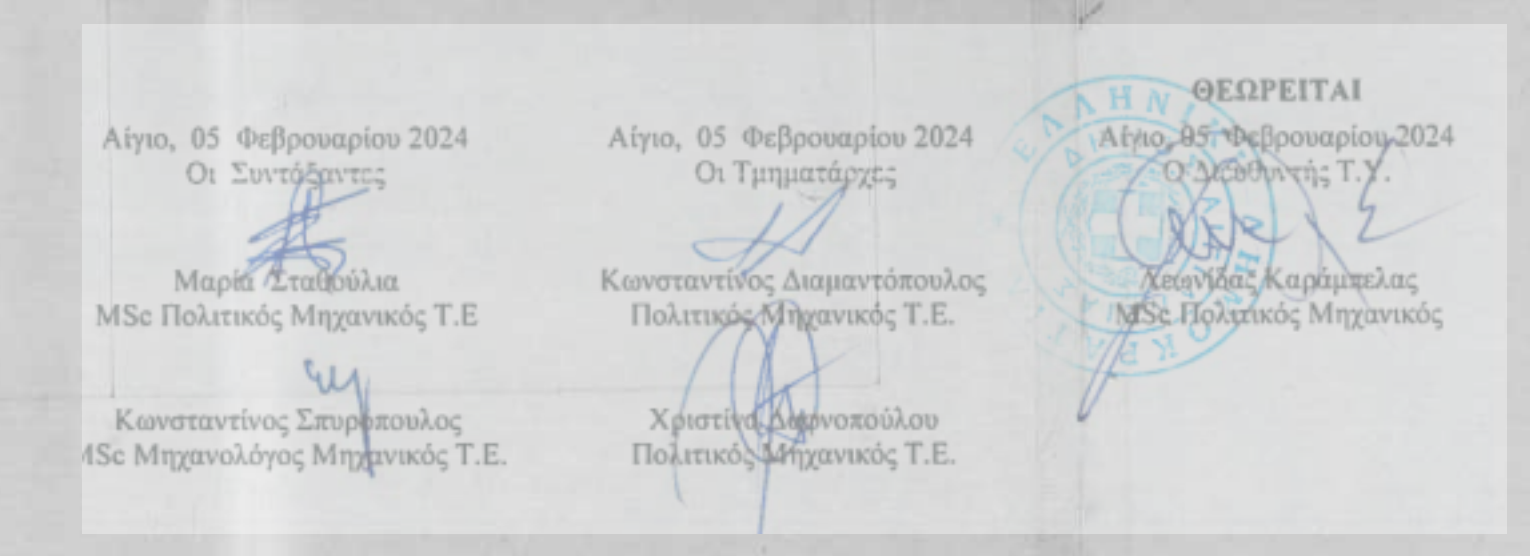 Αίγιο, 05 Φεβρουαρίου 2024
Οι Συντάξαντες
Μαρία Σταθούλια
MSc Πολιτικός Μηχανικός Τ.Ε
Κωνσταντίνος Σπυρόπουλος
MSc Μηχανολόγος Μηχανικός Τ.Ε.
Αίγιο, 05 Φεβρουαρίου 2024
Οι Τμηματάρχες
Κωνσταντίνος Διαμαντόπουλος
Πολιτικός Μηχανικός Τ.Ε.
Χριστίνα
Πολιτικός Μηχανικός Τ.Ε.
ΘΕΩΡΕΙΤΑΙ
Αίγιο, 05 Φεβρουαρίου 2024
Ο Διευθυντής Τ.Υ.
Λεωνίδας Καράμπελας
MSc Πολιτικός Μηχανικός
ΕΛΛΗΝΙΚΗ ΔΗΜΟΚΡΑΤΙΑ